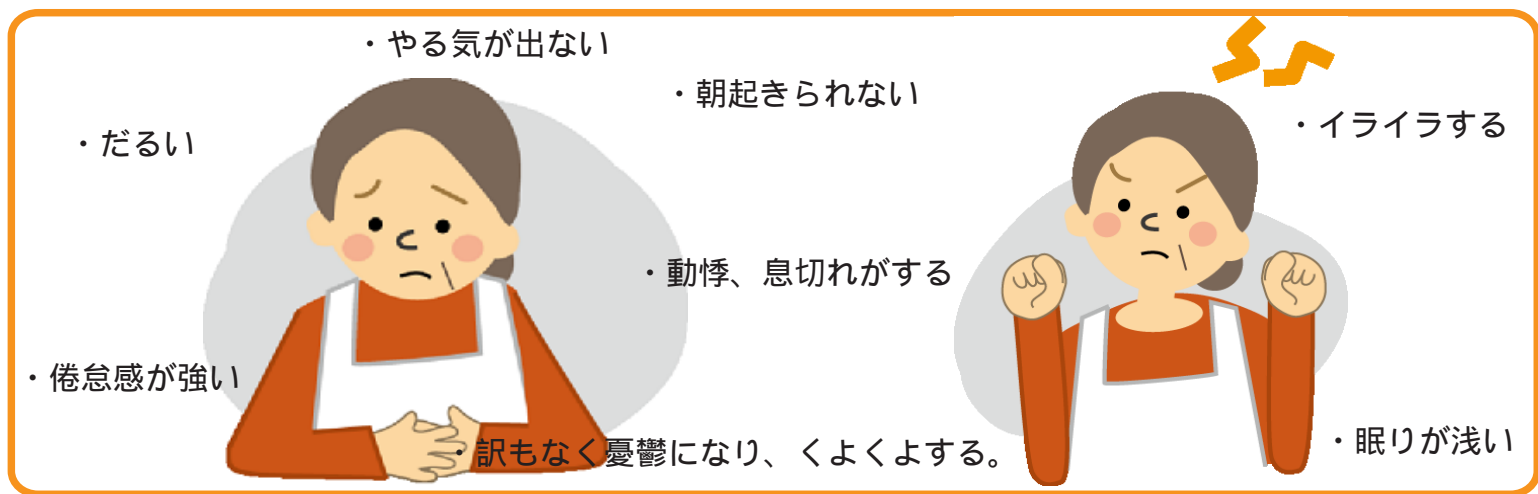 ・やる気が出ない
・朝起きられない
・イライラする
・だるい
・動悸、息切れがする
・倦怠感が強い
・訳もなく憂鬱になり、くよくよする。
・眠りが浅い